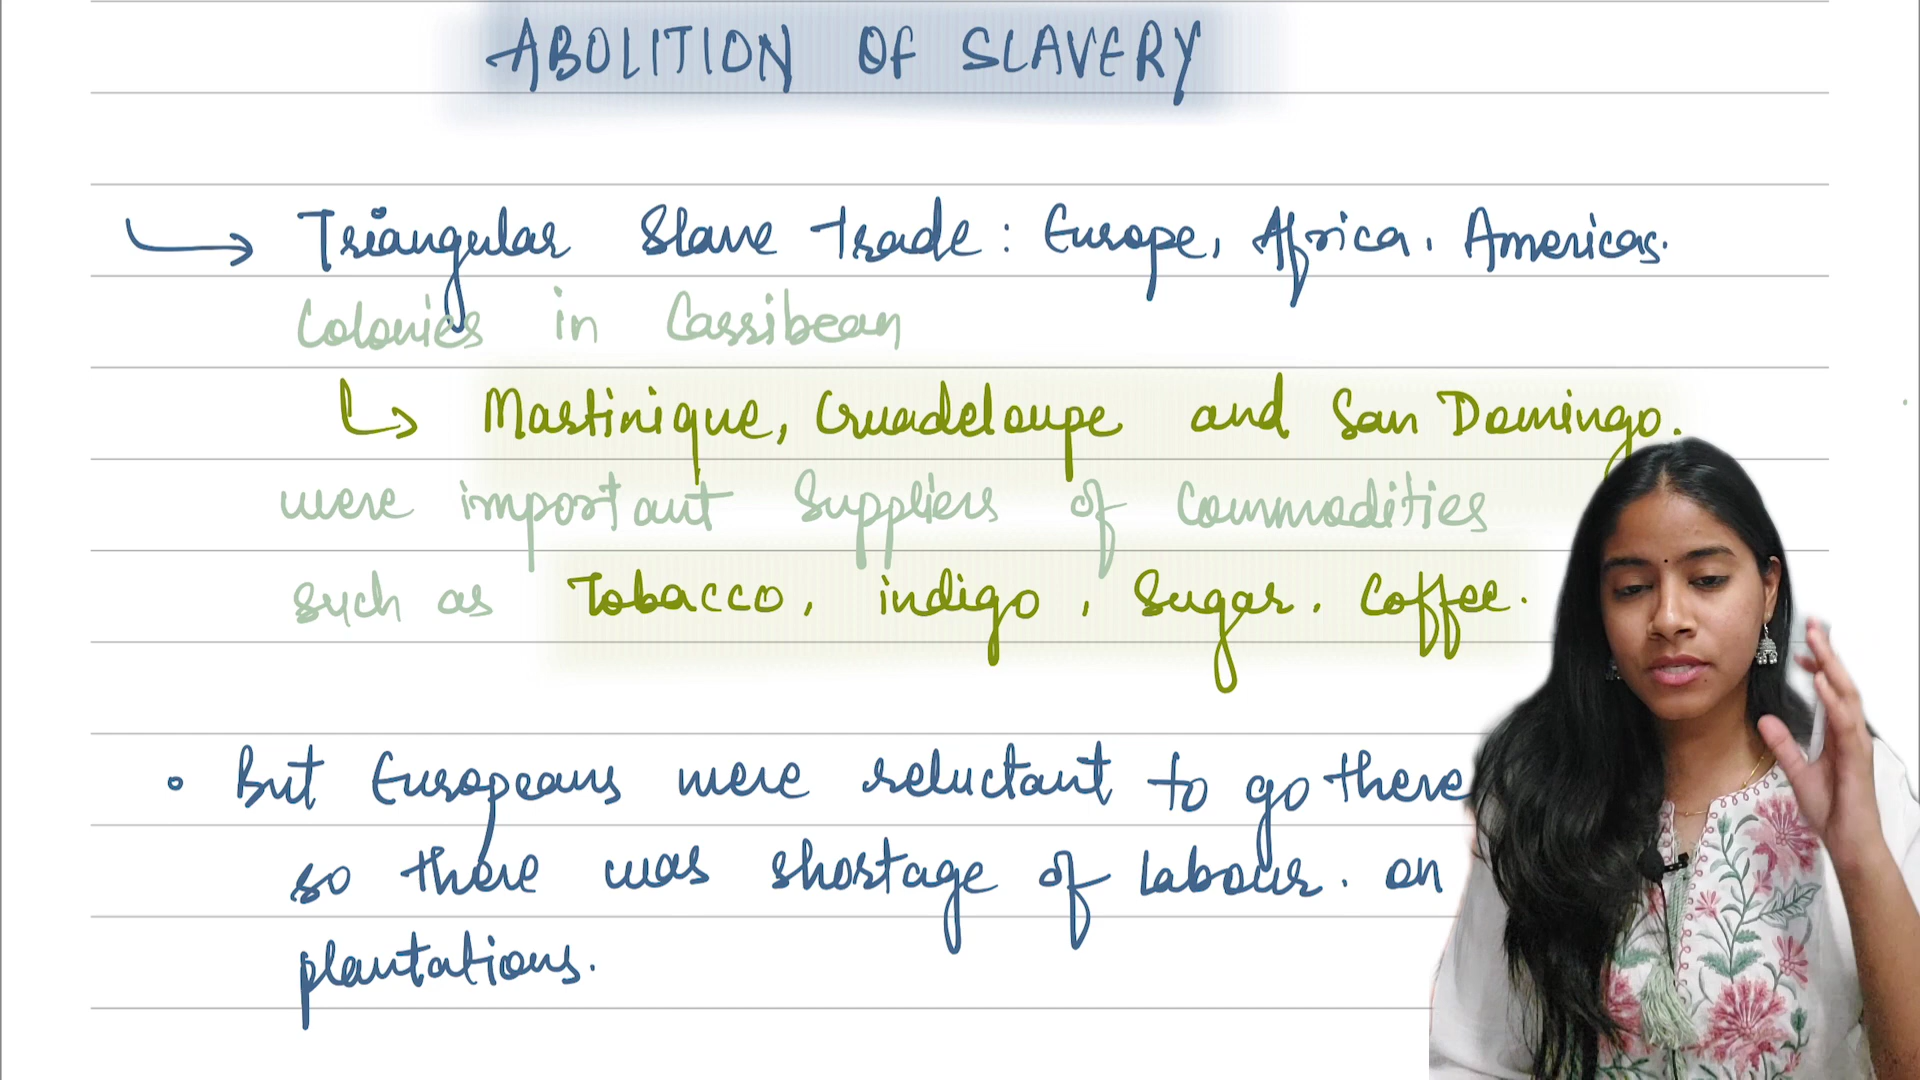 ABOLITION OF SLAVERY
Triangular Slave trade : Europe, Africa, Americas.
Colonies in Carribean
Martinique, Guadeloupe and San Domingo.
were important Suppliers of Commodities
such as Tobacco, indigo, Sugar, Coffee.
But Europeans were reluctant to go there
so there was shortage of labour. on
plantations.